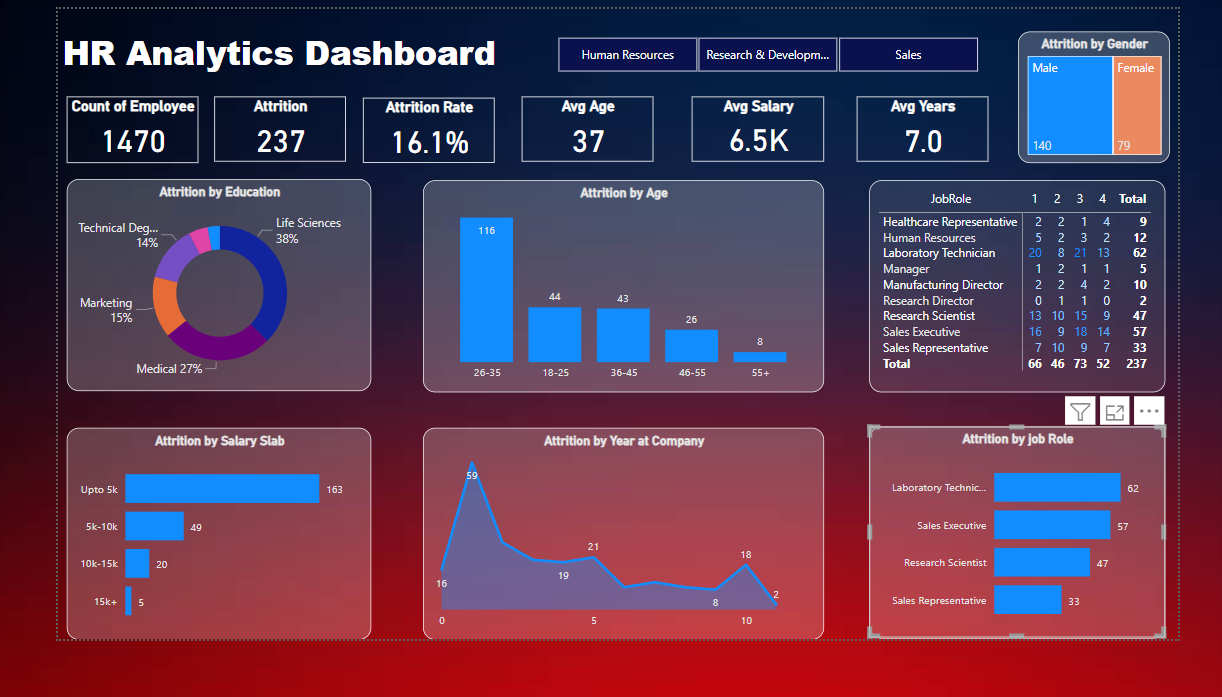 HR Analytics Dashboard
Human Resources
Research & Developm...
Sales
Attrition by Gender
Male
Female
140
79
Count of Employee
1470
Attrition
237
Attrition Rate
16.1%
Avg Age
37
Avg Salary
6.5K
Avg Years
7.0
Attrition by Education
Life Sciences
38%
Technical Deg...
14%
Marketing
15%
Medical 27%
Attrition by Age
116
44
43
26
8
26-35 18-25 36-45 46-55 55+
JobRole 1 2 3 4 Total
Healthcare Representative 2 2 1 4 9
Human Resources 5 2 3 2 12
Laboratory Technician 20 8 21 13 62
Manager 1 2 1 1 5
Manufacturing Director 2 2 4 2 10
Research Director 0 1 1 0 2
Research Scientist 13 10 15 9 47
Sales Executive 16 9 18 14 57
Sales Representative 7 10 9 7 33
Total 66 46 73 52 237
Attrition by Salary Slab
Upto 5k 163
5k-10k 49
10k-15k 20
15k+ 5
Attrition by Year at Company
59
16
19
21
8
18
2
0 5 10
Attrition by job Role
Laboratory Technic... 62
Sales Executive 57
Research Scientist 47
Sales Representative 33